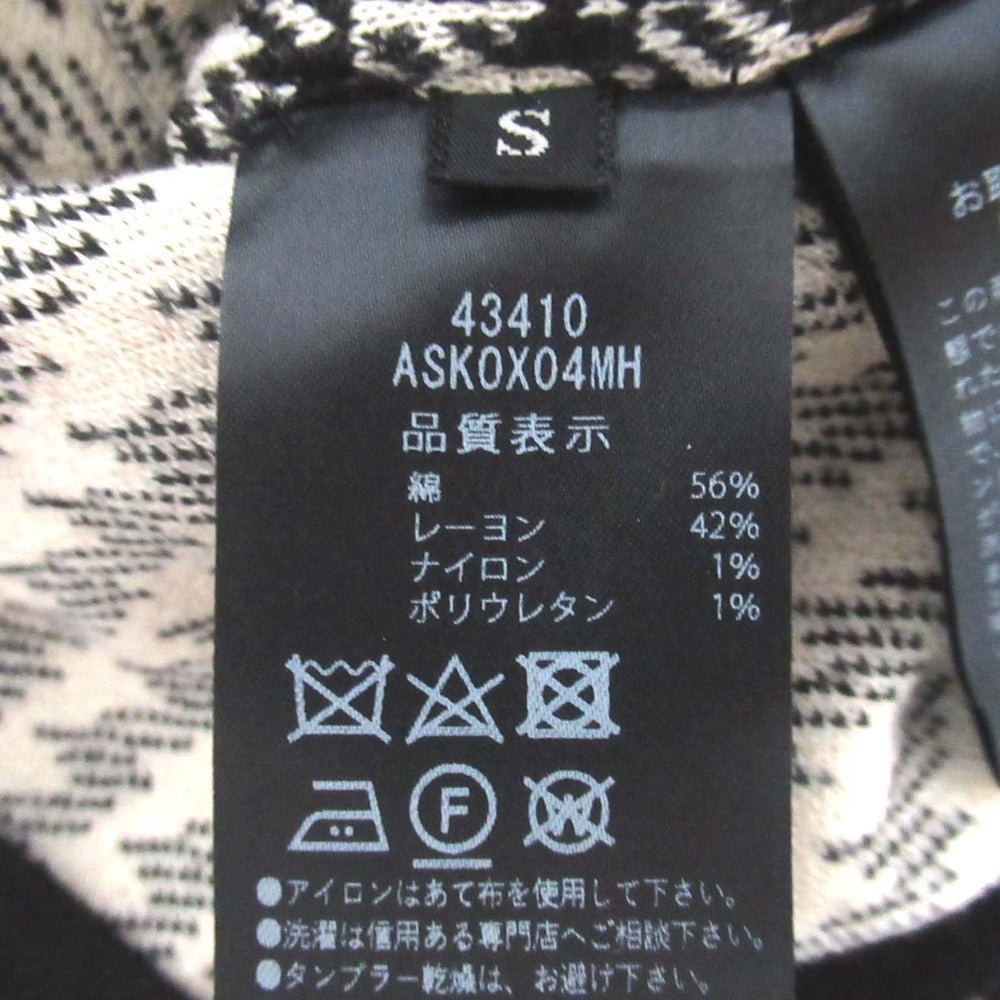 S
43410
ASK0X04MH
品質表示
綿 56%
レーヨン 42%
ナイロン 1%
ポリウレタン 1%
F
W
●アイロンはあて布を使用して下さい。
●洗濯は信用ある専門店へご相談下さい。
●タンブラー乾燥は、お避け下さい。
お取